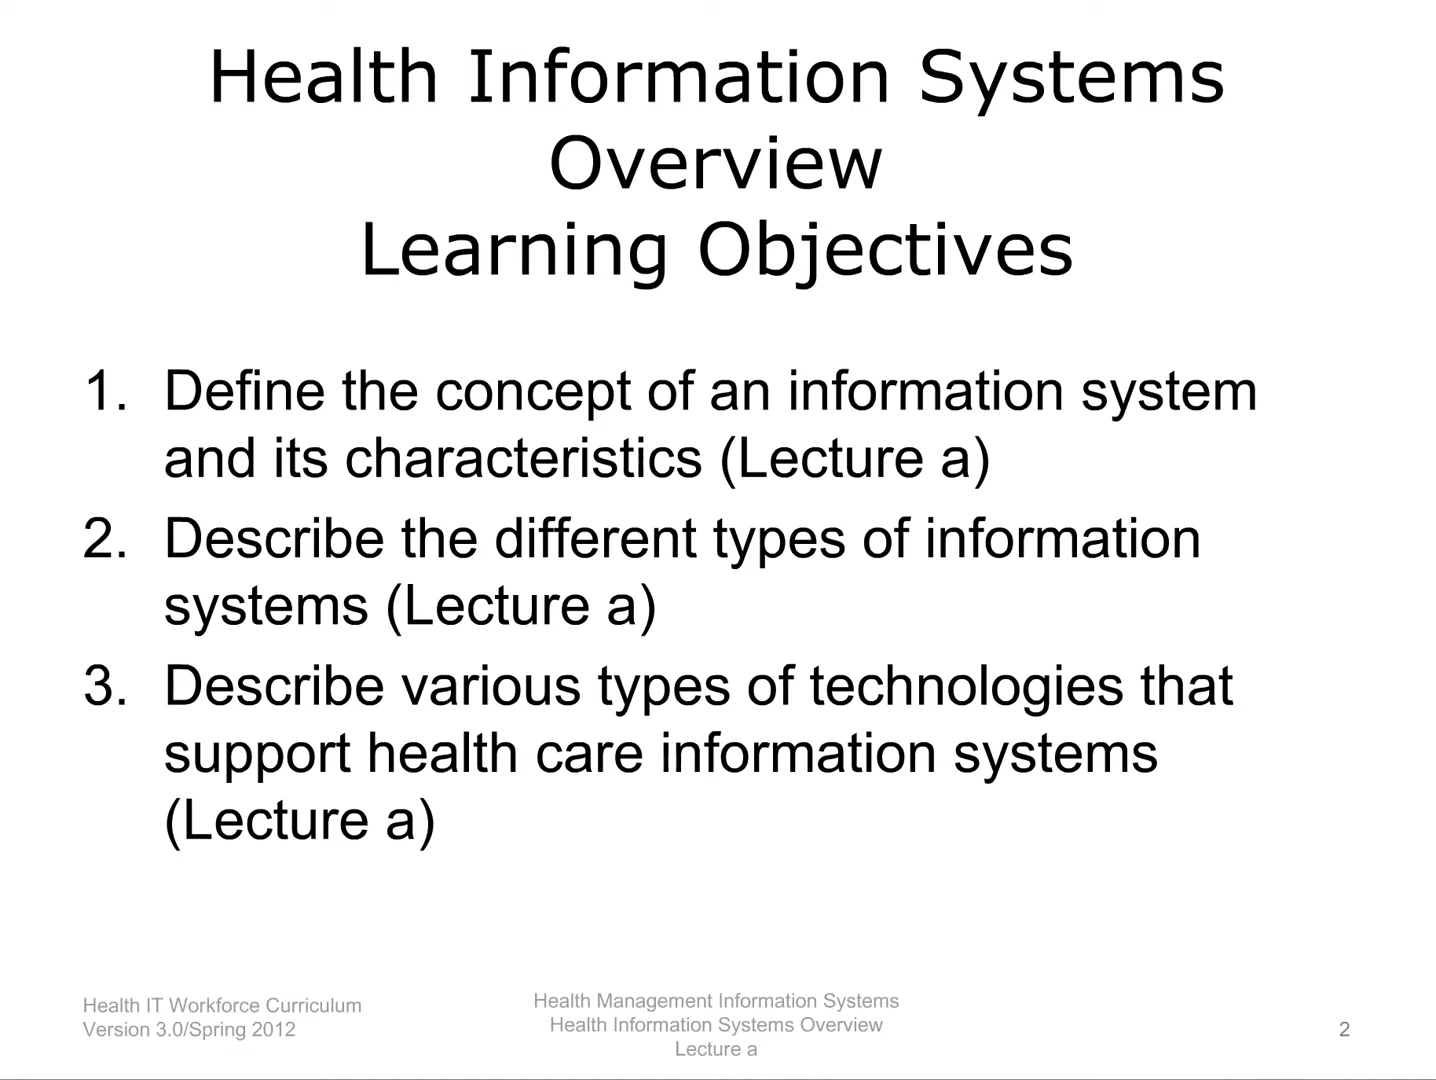 Health Information Systems
Overview
Learning Objectives
1. Define the concept of an information system
and its characteristics (Lecture a)
2. Describe the different types of information
systems (Lecture a)
3. Describe various types of technologies that
support health care information systems
(Lecture a)
Health IT Workforce Curriculum
Version 3.0/Spring 2012
Health Management Information Systems
Health Information Systems Overview
Lecture a
2